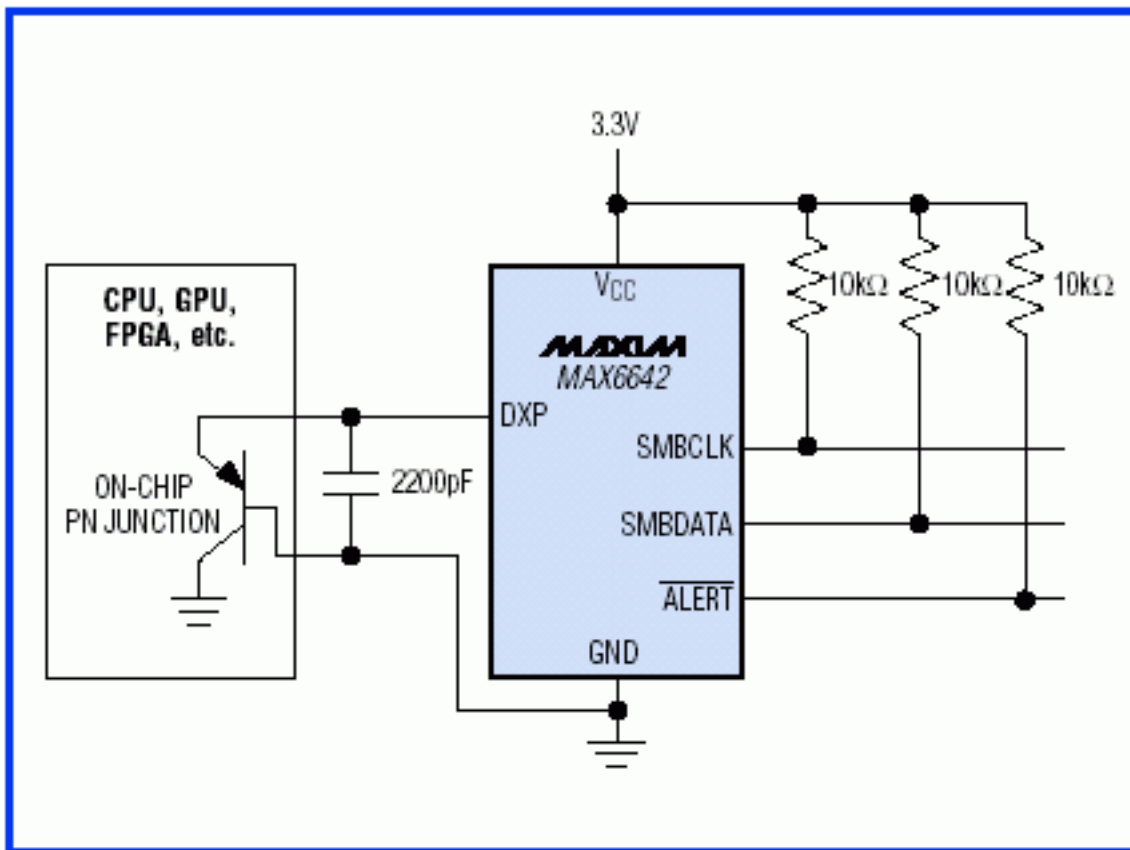 3.3V
VCC
10kΩ
10kΩ
10kΩ
CPU, GPU,
FPGA, etc.
MAXIM
MAX6642
DXP
SMBCLK
ON-CHIP
PN JUNCTION
2200pF
SMBDATA
ALERT
GND